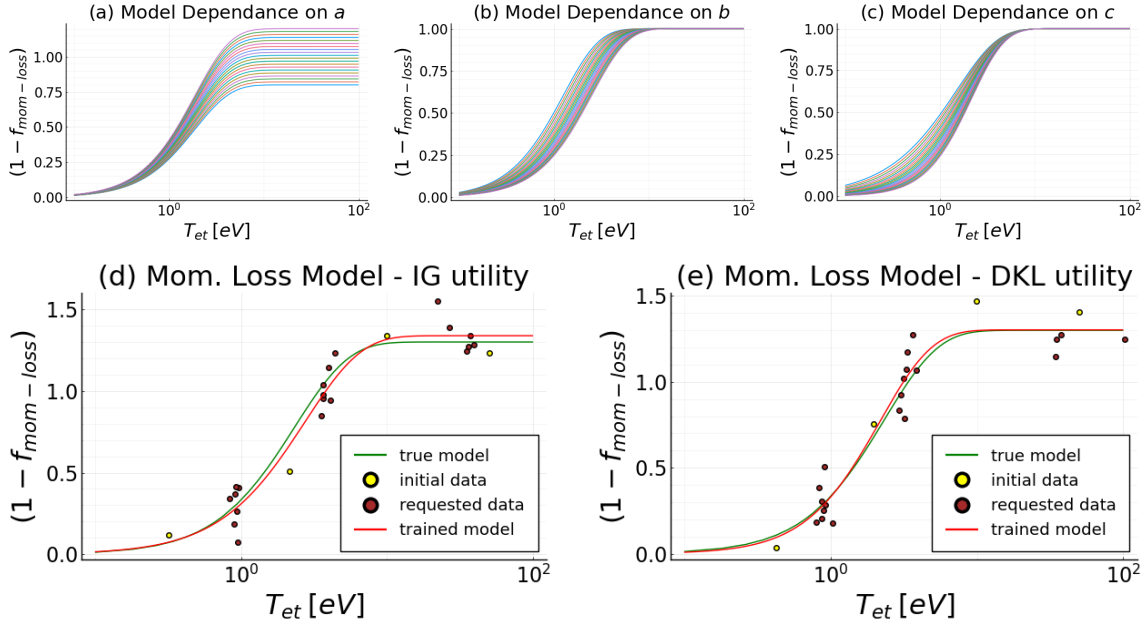 (a) Model Dependance on a
(b) Model Dependance on b
(c) Model Dependance on c
(1 − f_mom−loss)
1.00
0.75
0.50
0.25
0.00
10^0
10^2
T_et [eV]
(1 − f_mom−loss)
1.00
0.75
0.50
0.25
0.00
10^0
10^2
T_et [eV]
(1 − f_mom−loss)
1.00
0.75
0.50
0.25
0.00
10^0
10^2
T_et [eV]
(d) Mom. Loss Model - IG utility
(1 − f_mom−loss)
1.5
1.0
0.5
0.0
true model
initial data
requested data
trained model
10^0
10^2
T_et [eV]
(e) Mom. Loss Model - DKL utility
(1 − f_mom−loss)
1.5
1.0
0.5
0.0
true model
initial data
requested data
trained model
10^0
10^2
T_et [eV]